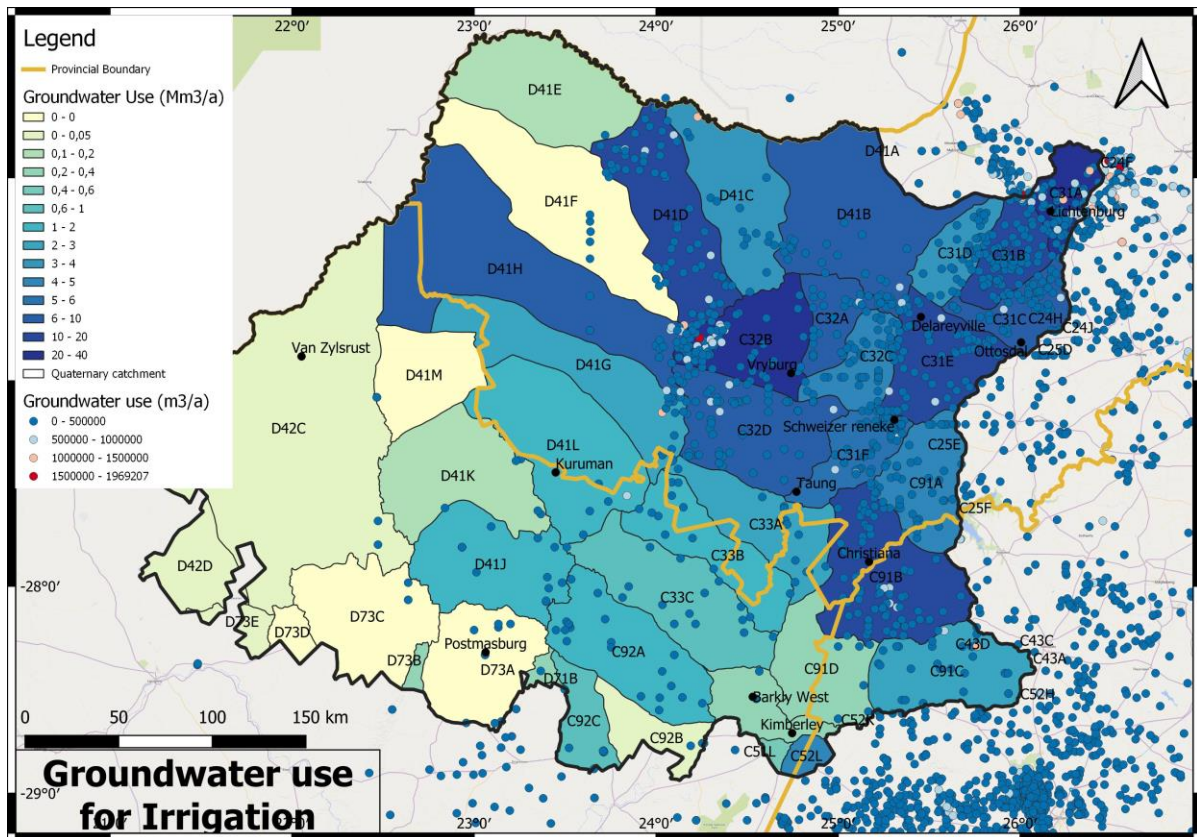 Legend
Provincial Boundary
Groundwater Use (Mm3/a)
0 - 0
0 - 0,05
0,1 - 0,2
0,2 - 0,4
0,4 - 0,6
0,6 - 1
1 - 2
2 - 3
3 - 4
4 - 5
5 - 6
6 - 10
10 - 20
20 - 40
Quaternary catchment
Groundwater use (m3/a)
0 - 500000
500000 - 1000000
1000000 - 1500000
1500000 - 1969207
22°0'
23°0'
24°0'
25°0'
26°0'
D41E
D41A
C24F
D41F
D41C
C31A
Lichtenburg
D41D
D41B
D41H
C31D
C31B
C32A
C31C
C24H
C24J
Delareyville
C32B
Ottosdal
C25D
Van Zylsrust
D41G
C32C
C31E
D41M
Vryburg
D42C
Schweizer reneke
D41L
C32D
C25E
Kuruman
C31F
D41K
Taung
C91A
C25F
C33A
C33B
Christiana
D41J
C91B
-28°0'
D42D
C33C
D73C
D73E
D73D
Postmasburg
C92A
C43D
C43C
D73B
D73A
C43A
D71B
C91D
C91C
C52H
Barkly West
C92C
C52K
Kimberley
C92B
C51L
C52L
0 50 100 150 km
Groundwater use
for Irrigation
-29°0'
22°0'
23°0'
24°0'
25°0'
26°0'